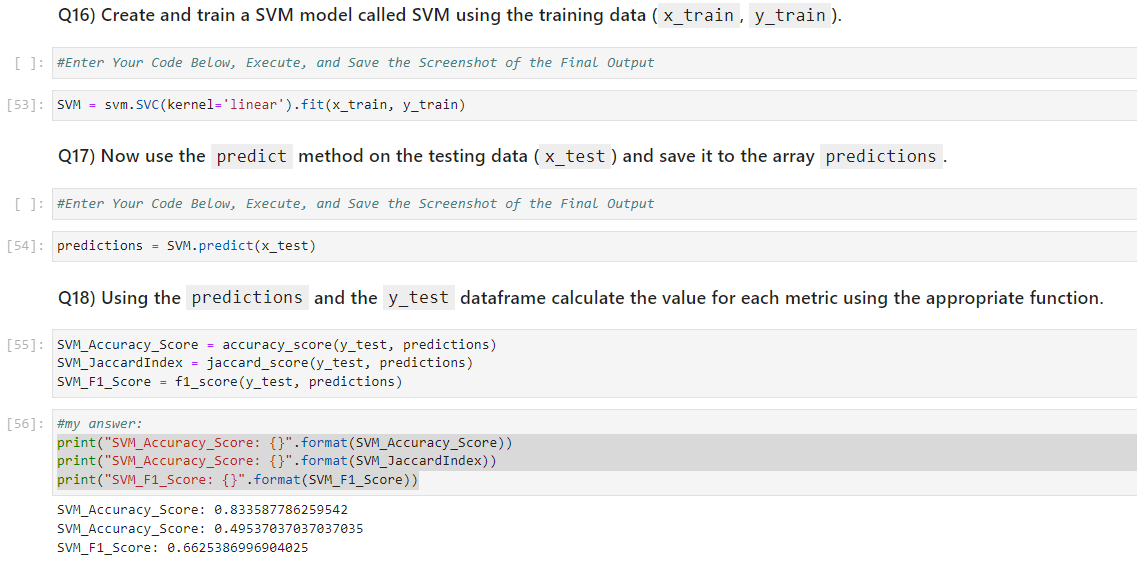 Q16) Create and train a SVM model called SVM using the training data ( x_train , y_train ).
[ ]: #Enter Your Code Below, Execute, and Save the Screenshot of the Final Output
[53]: SVM = svm.SVC(kernel='linear').fit(x_train, y_train)
Q17) Now use the predict method on the testing data ( x_test ) and save it to the array predictions .
[ ]: #Enter Your Code Below, Execute, and Save the Screenshot of the Final Output
[54]: predictions = SVM.predict(x_test)
Q18) Using the predictions and the y_test dataframe calculate the value for each metric using the appropriate function.
[55]: SVM_Accuracy_Score = accuracy_score(y_test, predictions)
SVM_JaccardIndex = jaccard_score(y_test, predictions)
SVM_F1_Score = f1_score(y_test, predictions)
[56]: #my answer:
print("SVM_Accuracy_Score: {}".format(SVM_Accuracy_Score))
print("SVM_Accuracy_Score: {}".format(SVM_JaccardIndex))
print("SVM_F1_Score: {}".format(SVM_F1_Score))
SVM_Accuracy_Score: 0.833587786259542
SVM_Accuracy_Score: 0.49537037037037035
SVM_F1_Score: 0.6625386996904025